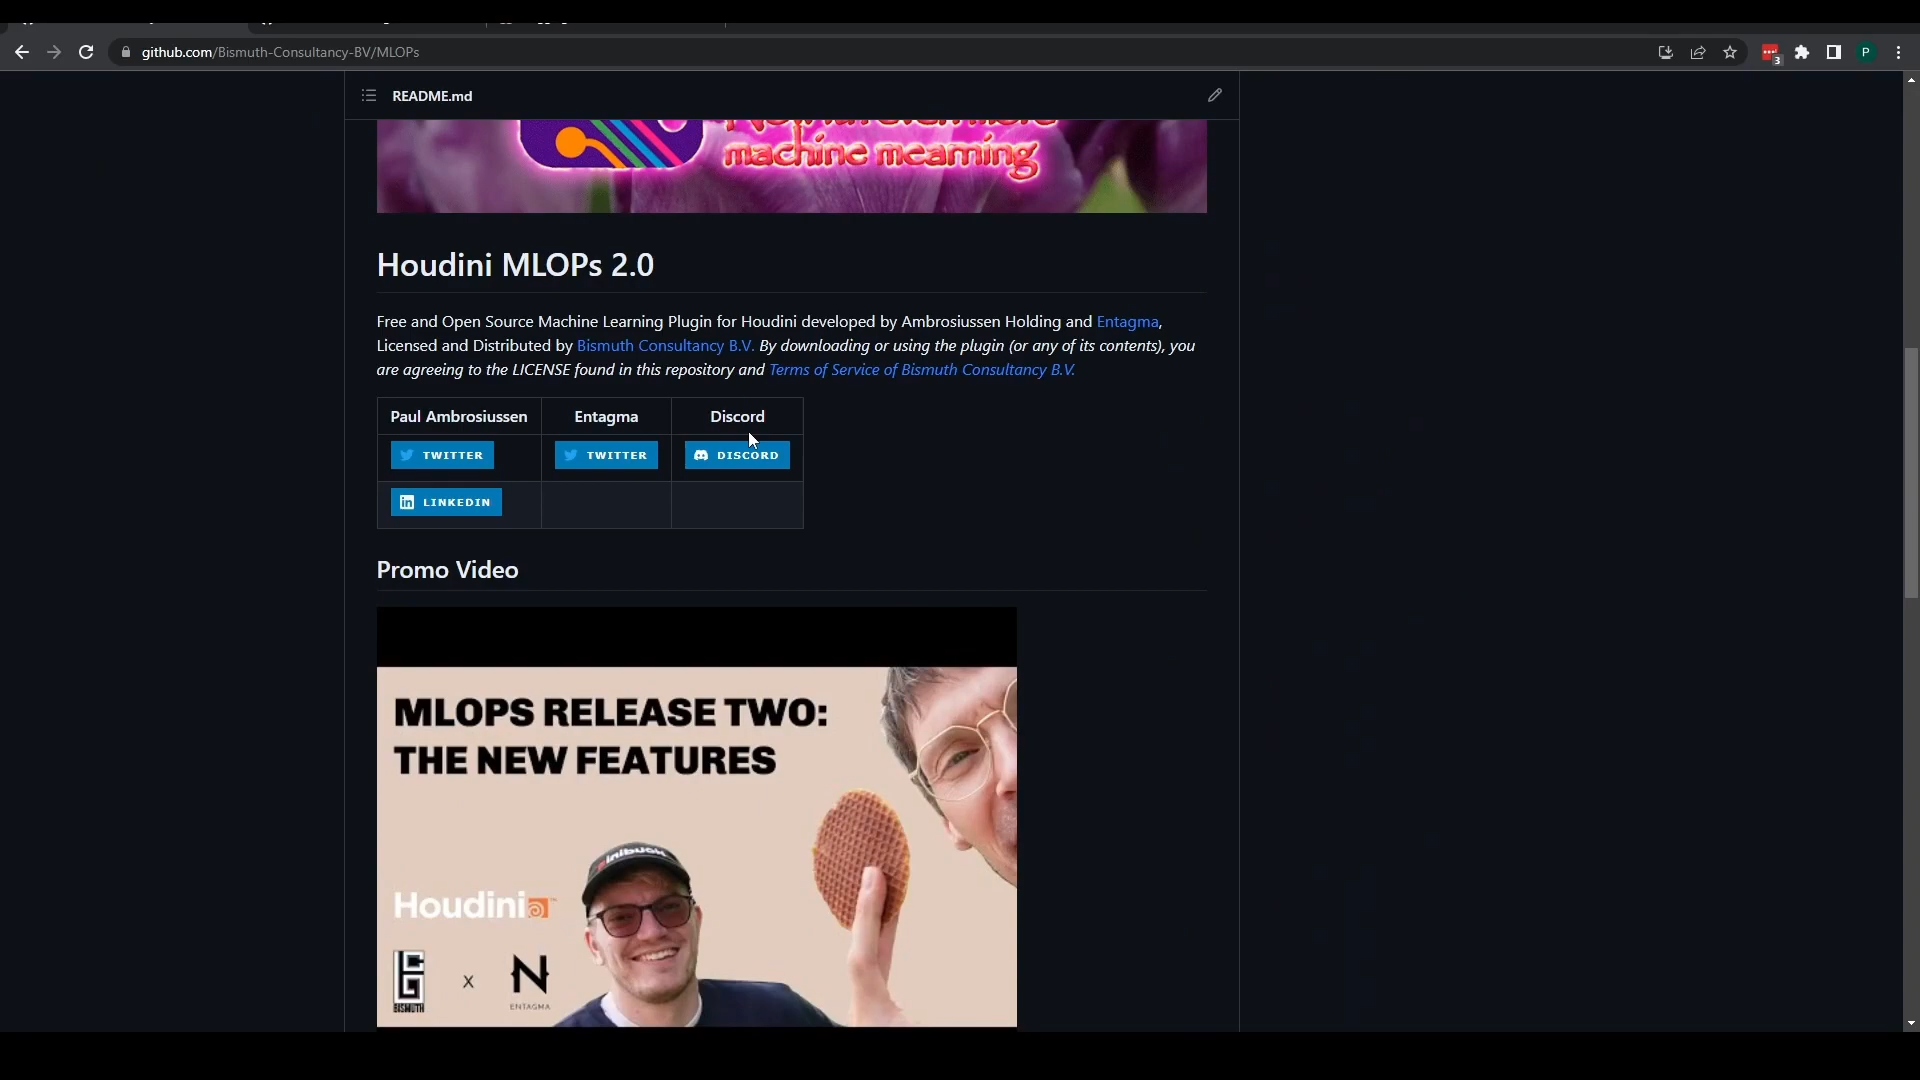 github.com/Bismuth-Consultancy-BV/MLOPs
3
P
README.md
machine mearning
Houdini MLOPs 2.0
Free and Open Source Machine Learning Plugin for Houdini developed by Ambrosiussen Holding and Entagma,
Licensed and Distributed by Bismuth Consultancy B.V. By downloading or using the plugin (or any of its contents), you
are agreeing to the LICENSE found in this repository and Terms of Service of Bismuth Consultancy B.V.
Paul Ambrosiussen Entagma Discord
TWITTER TWITTER DISCORD
LINKEDIN
Promo Video
MLOPS RELEASE TWO:
THE NEW FEATURES
Houdini
BISMUTH X N ENTAGMA